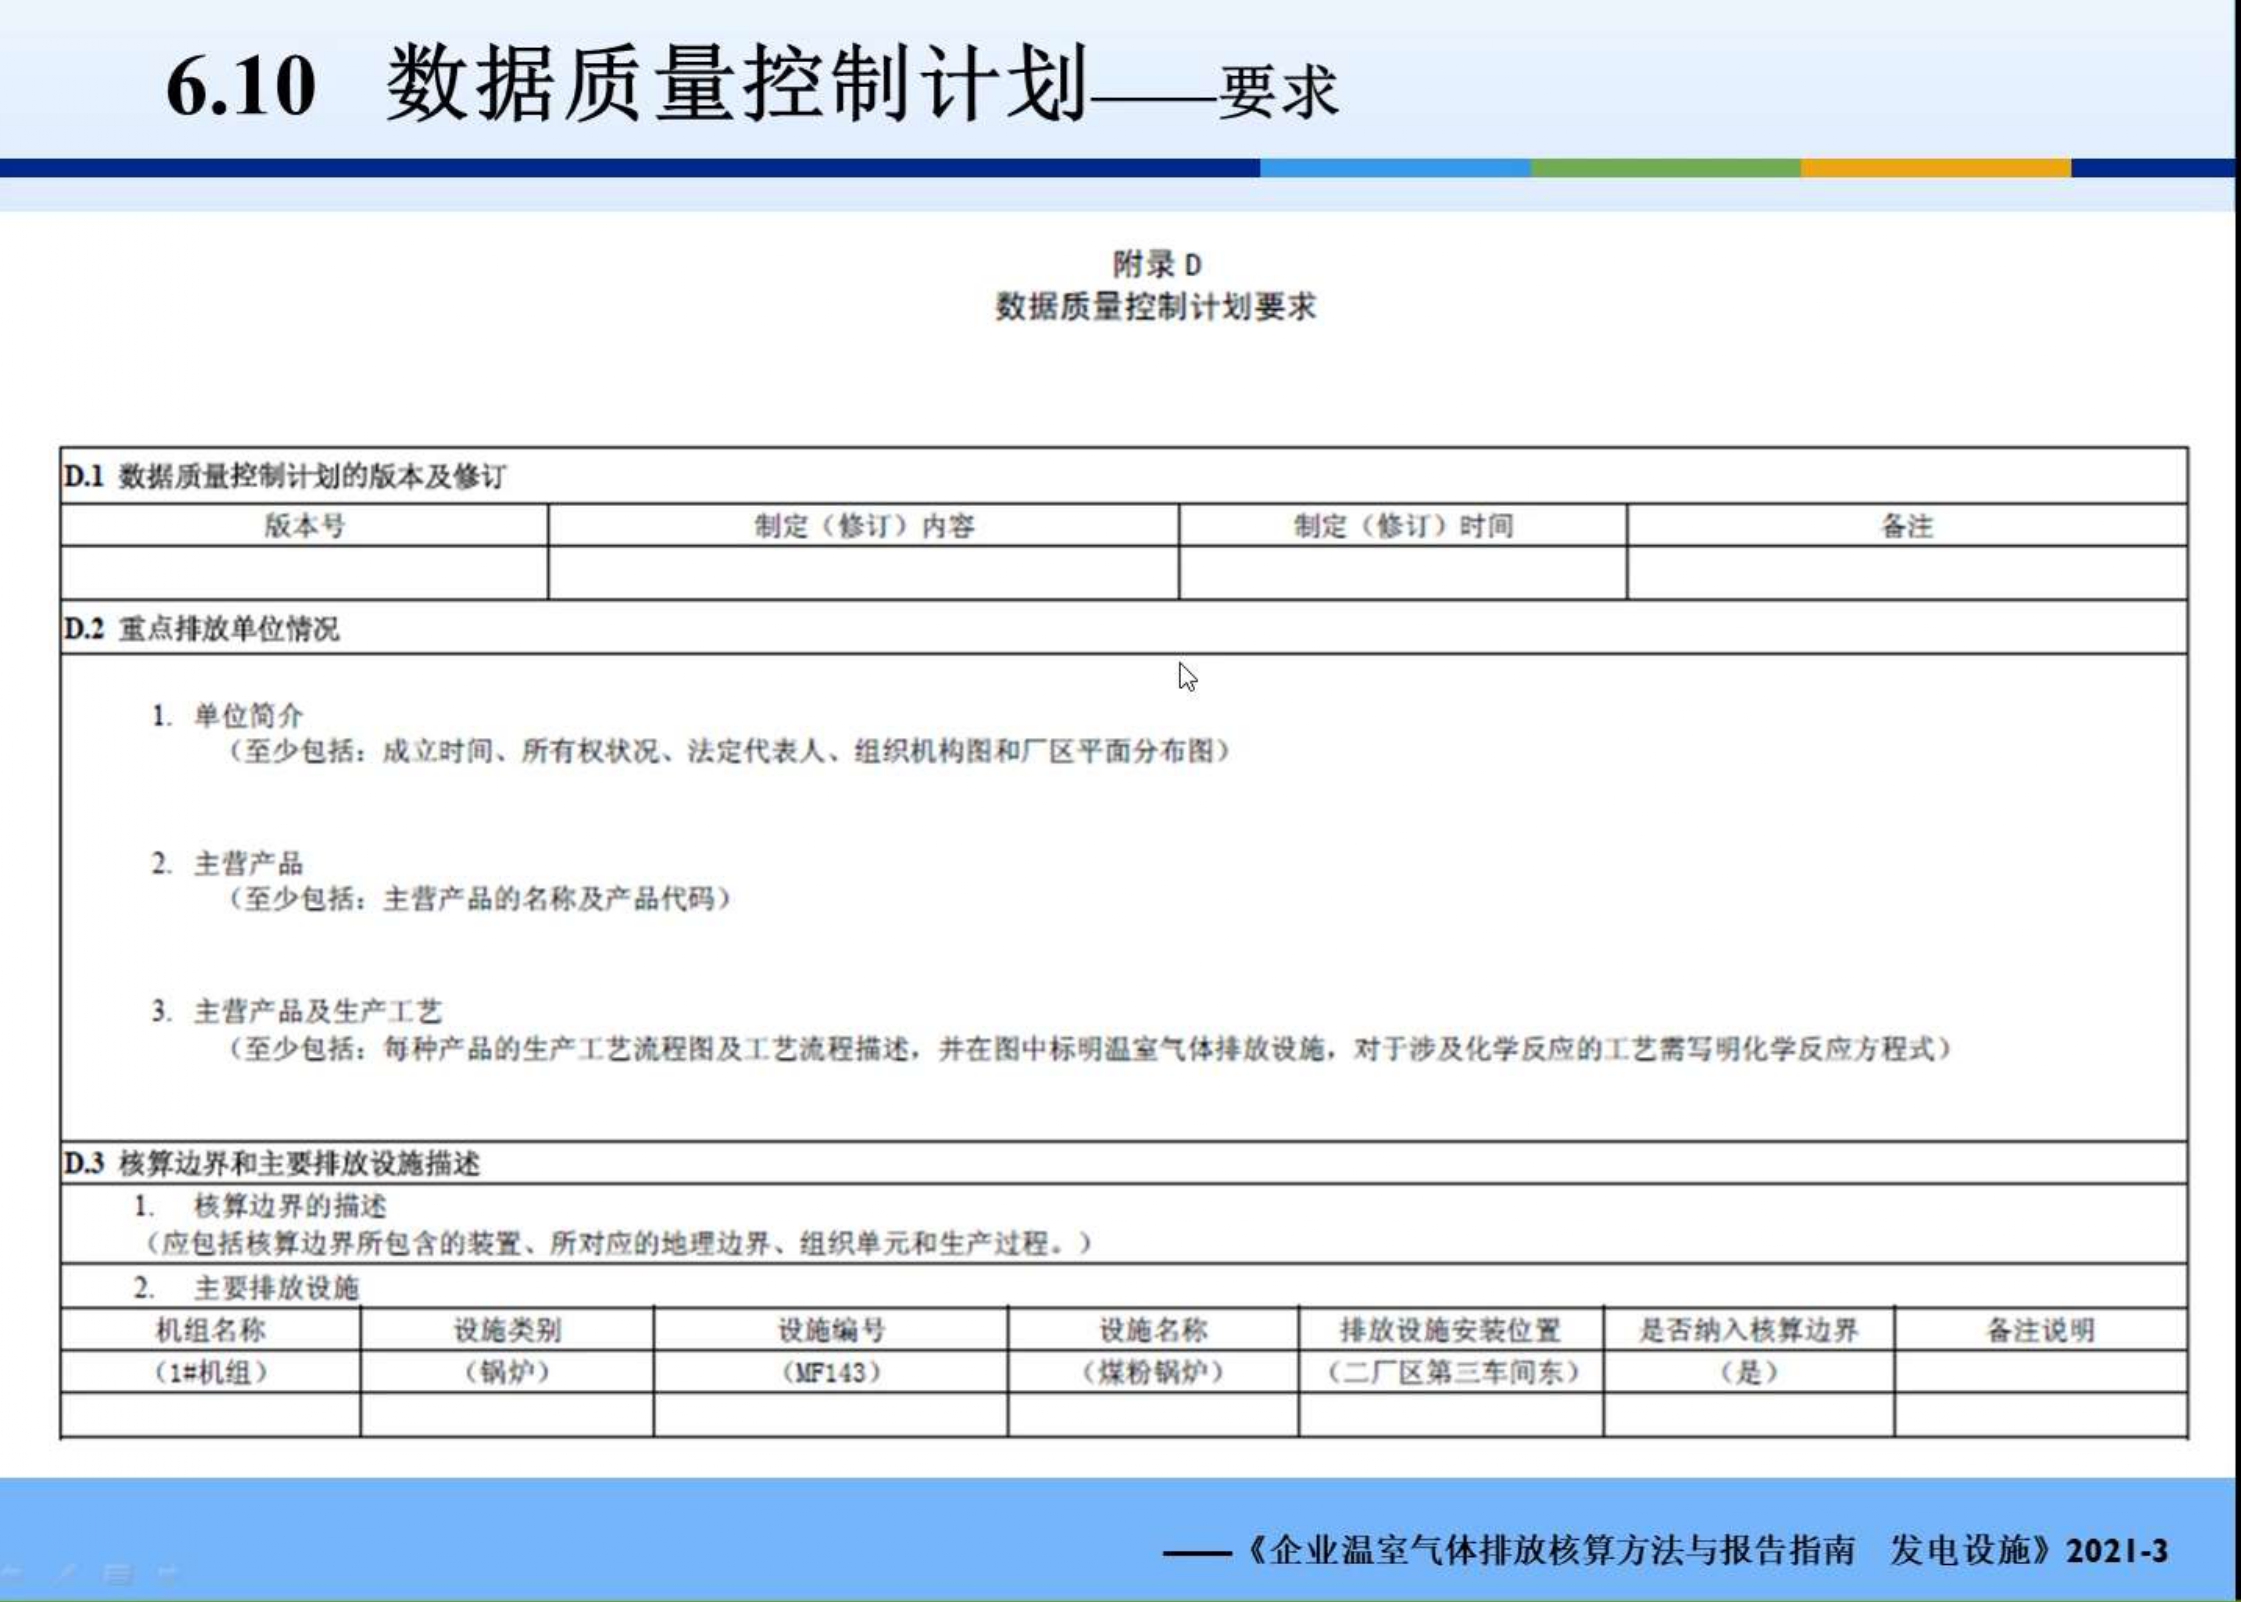 6.10 数据质量控制计划——要求
附录 D
数据质量控制计划要求
D.1 数据质量控制计划的版本及修订
版本号 制定（修订）内容 制定（修订）时间 备注
D.2 重点排放单位情况
1. 单位简介
（至少包括：成立时间、所有权状况、法定代表人、组织机构图和厂区平面分布图）
2. 主营产品
（至少包括：主营产品的名称及产品代码）
3. 主营产品及生产工艺
（至少包括：每种产品的生产工艺流程图及工艺流程描述，并在图中标明温室气体排放设施，对于涉及化学反应的工艺需写明化学反应方程式）
D.3 核算边界和主要排放设施描述
1. 核算边界的描述
（应包括核算边界所包含的装置、所对应的地理边界、组织单元和生产过程。）
2. 主要排放设施
机组名称 设施类别 设施编号 设施名称 排放设施安装位置 是否纳入核算边界 备注说明
（1#机组） （锅炉） （MF143） （煤粉锅炉） （二厂区第三车间东） （是）
——《企业温室气体排放核算方法与报告指南 发电设施》2021-3